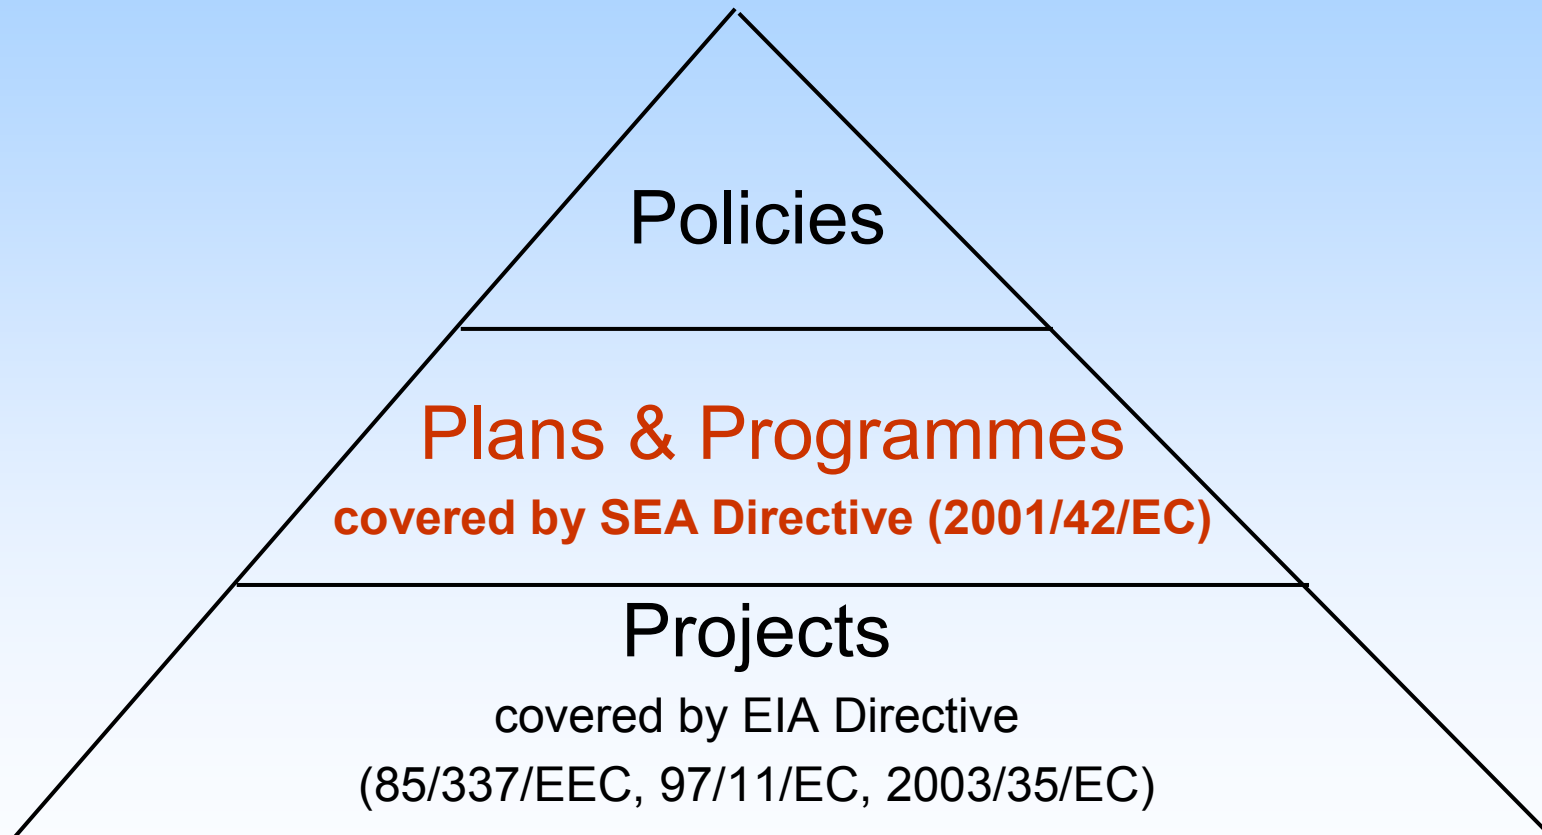 Policies
Plans & Programmes
covered by SEA Directive (2001/42/EC)
Projects
covered by EIA Directive
(85/337/EEC, 97/11/EC, 2003/35/EC)